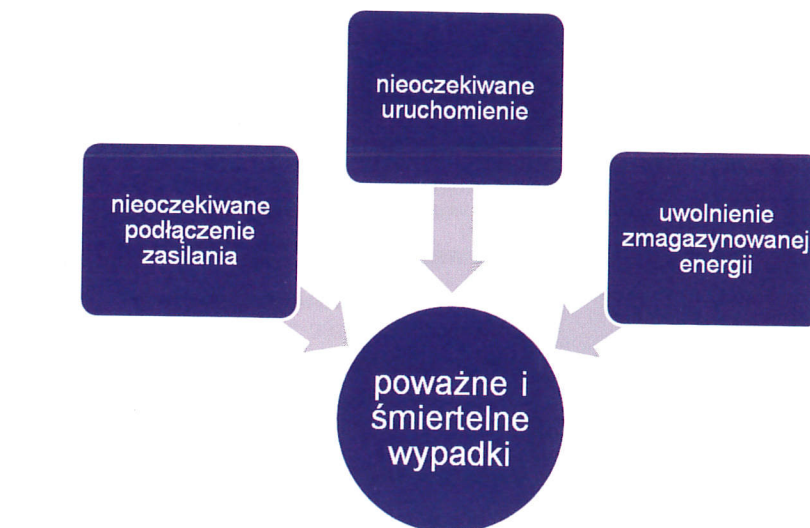 nieoczekiwane
uruchomienie
nieoczekiwane
podłączenie
zasilania
uwolnienie
zmagazynowanej
energii
poważne i
śmiertelne
wypadki